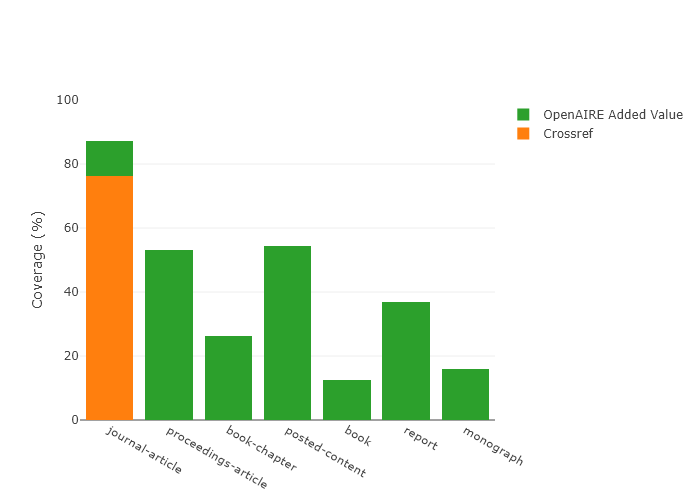 100
80
60
40
20
0
Coverage (%)
journal-article
proceedings-article
book-chapter
posted-content
book
report
monograph
OpenAIRE Added Value
Crossref